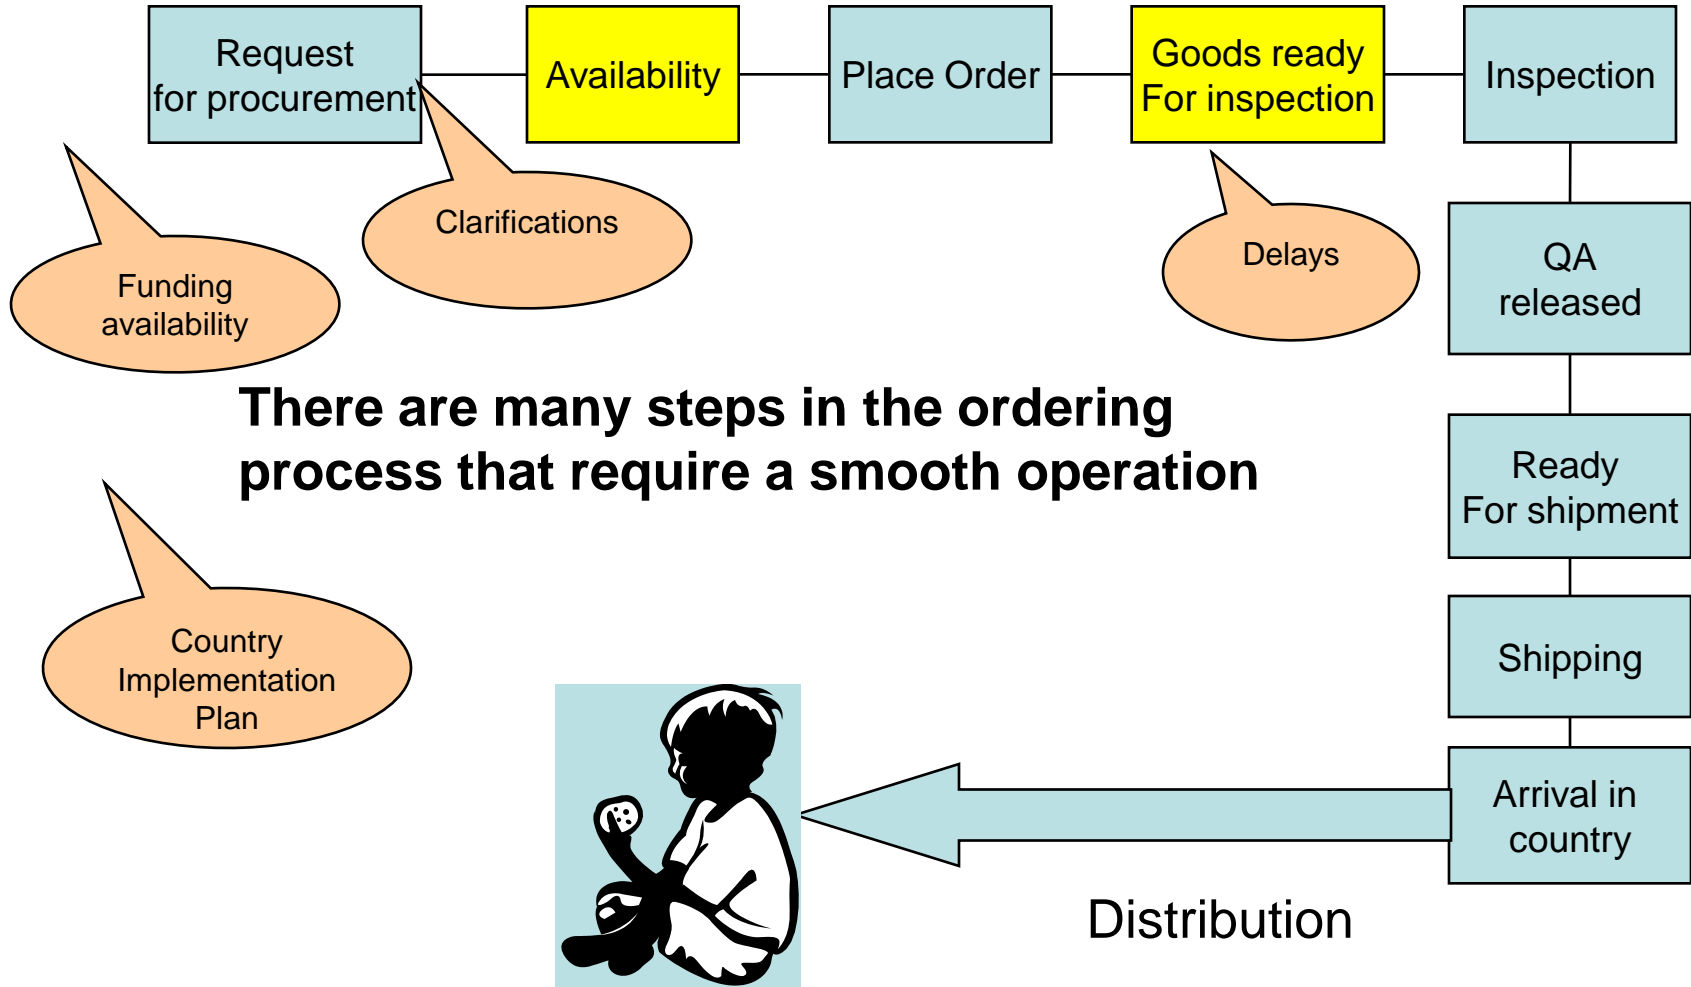 Request
for procurement
Availability
Place Order
Goods ready
For inspection
Inspection
Clarifications
Funding
availability
Delays
QA
released
There are many steps in the ordering
process that require a smooth operation
Ready
For shipment
Country
Implementation
Plan
Shipping
Arrival in
country
Distribution